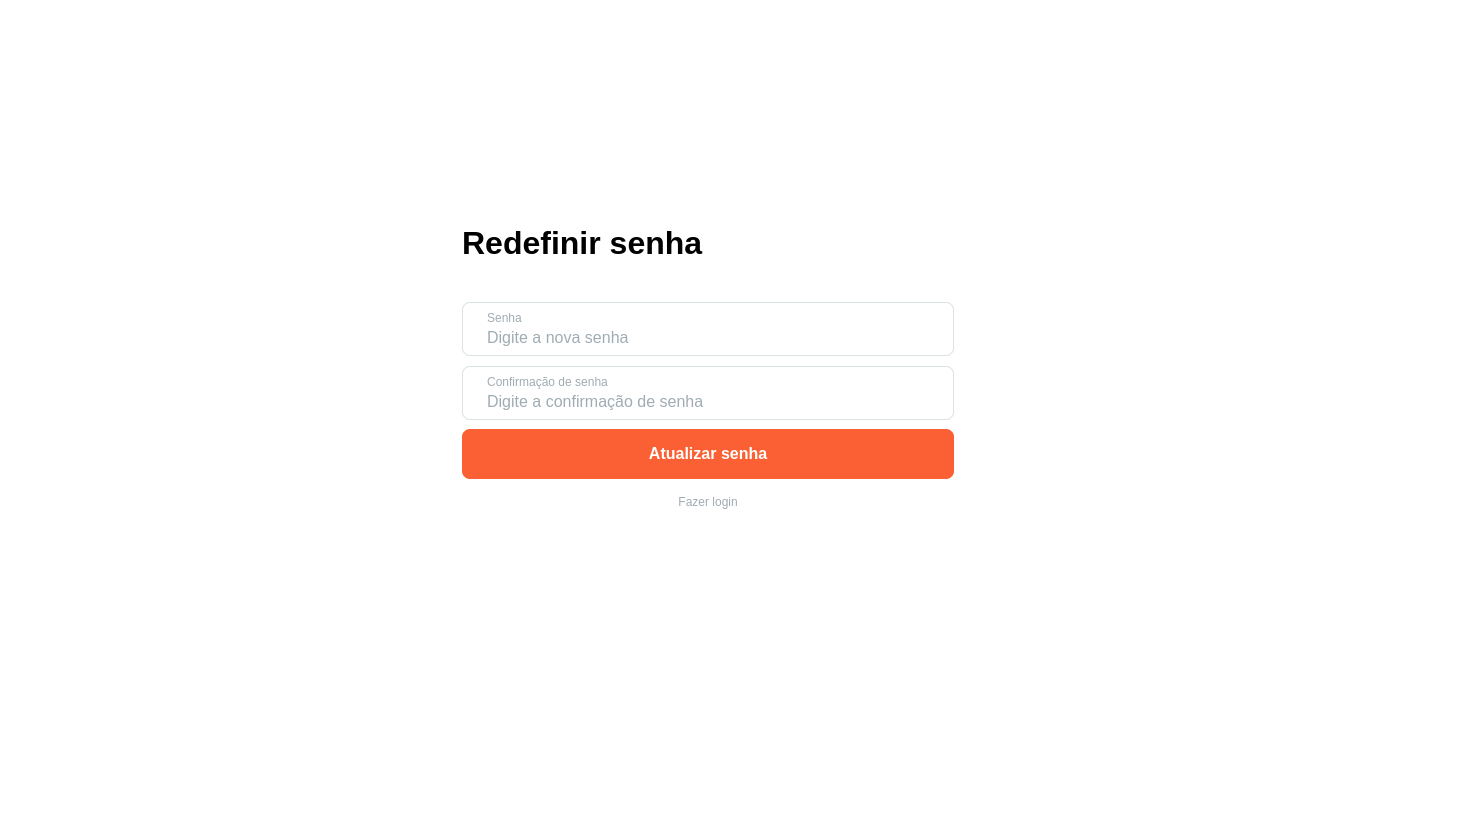 Redefinir senha
Senha
Digite a nova senha
Confirmação de senha
Digite a confirmação de senha
Atualizar senha
Fazer login